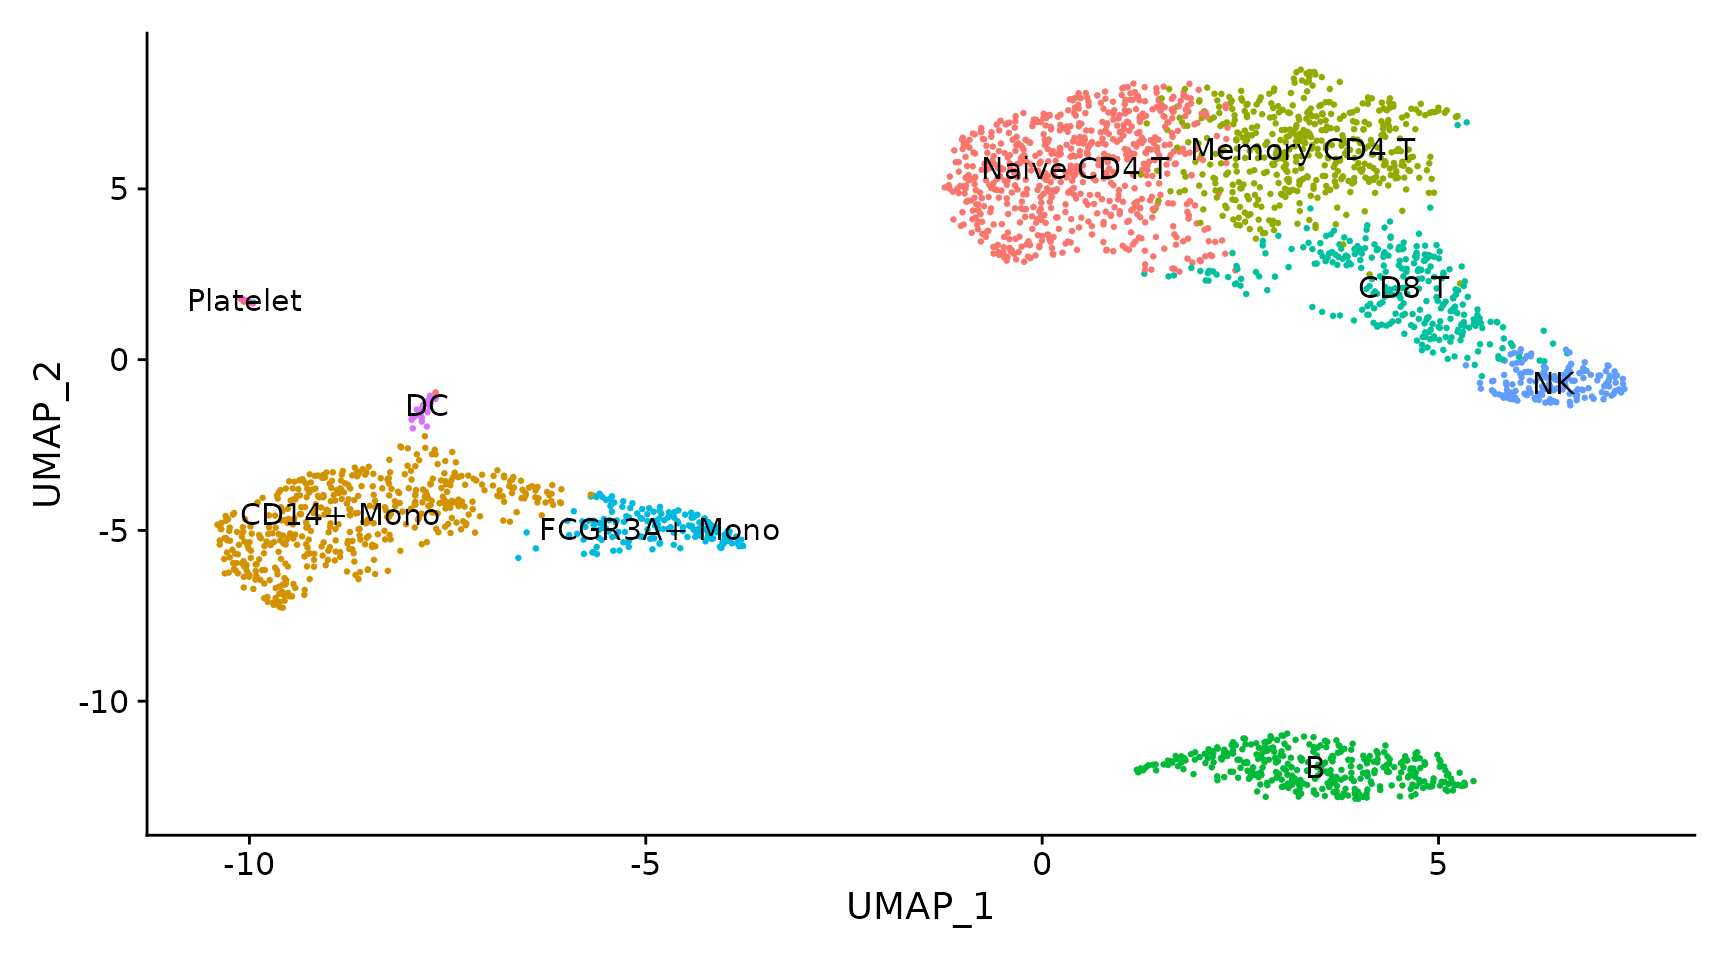 Memory CD4 T
Naive CD4 T
5
CD8 T
Platelet
0
NK
DC
UMAP_2
CD14+ Mono
FCGR3A+ Mono
-5
-10
B
-10
-5
0
5
UMAP_1